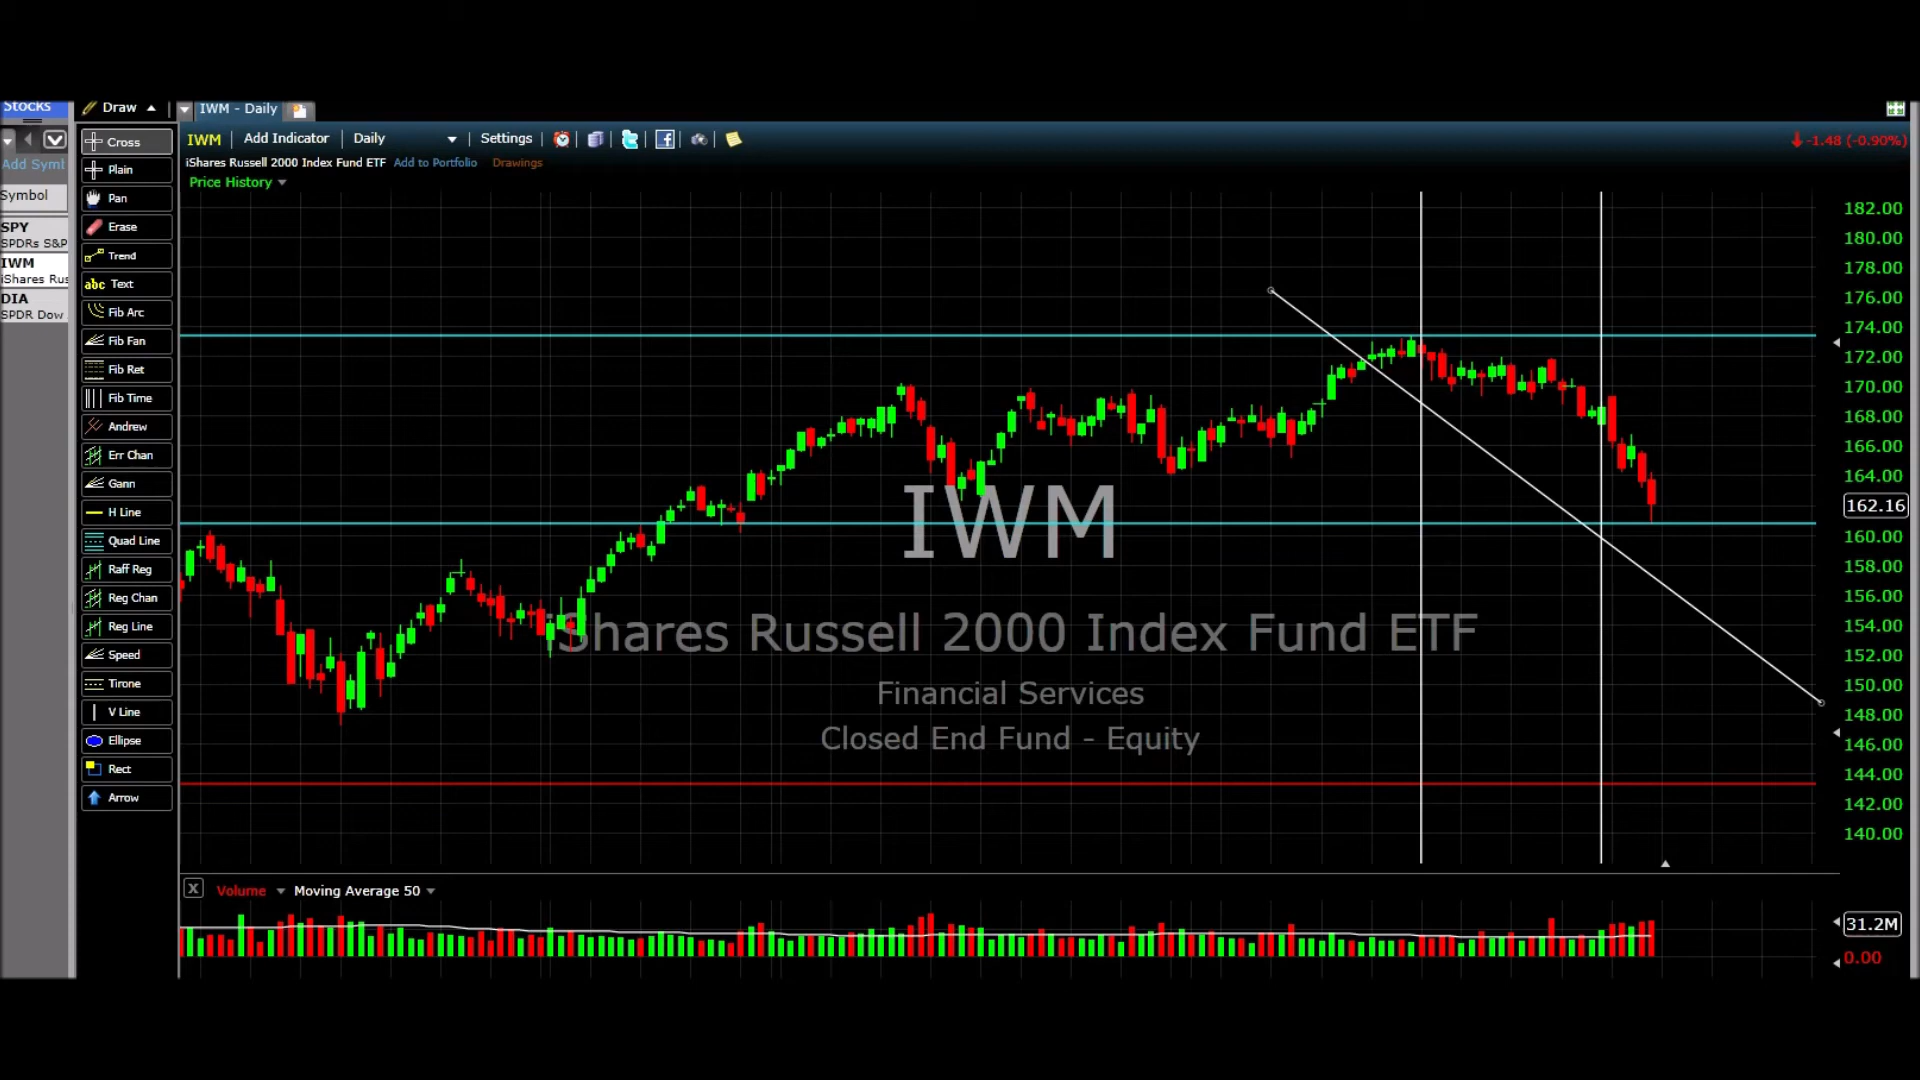 Stocks
Draw
IWM - Daily
IWM Add Indicator Daily Settings
-1.48 (-0.90%)
iShares Russell 2000 Index Fund ETF Add to Portfolio Drawings
Price History
Add Symt
Symbol
SPY
SPDRs S&P
IWM
iShares Rus
DIA
SPDR Dow
Cross
Plain
Pan
Erase
Trend
abc Text
Fib Arc
Fib Fan
Fib Ret
Fib Time
Andrew
Err Chan
Gann
H Line
Quad Line
Raff Reg
Reg Chan
Reg Line
Speed
Tirone
V Line
Ellipse
Rect
Arrow
IWM
iShares Russell 2000 Index Fund ETF
Financial Services
Closed End Fund - Equity
182.00
180.00
178.00
176.00
174.00
172.00
170.00
168.00
166.00
164.00
162.16
160.00
158.00
156.00
154.00
152.00
150.00
148.00
146.00
144.00
142.00
140.00
X Volume Moving Average 50
31.2M
0.00